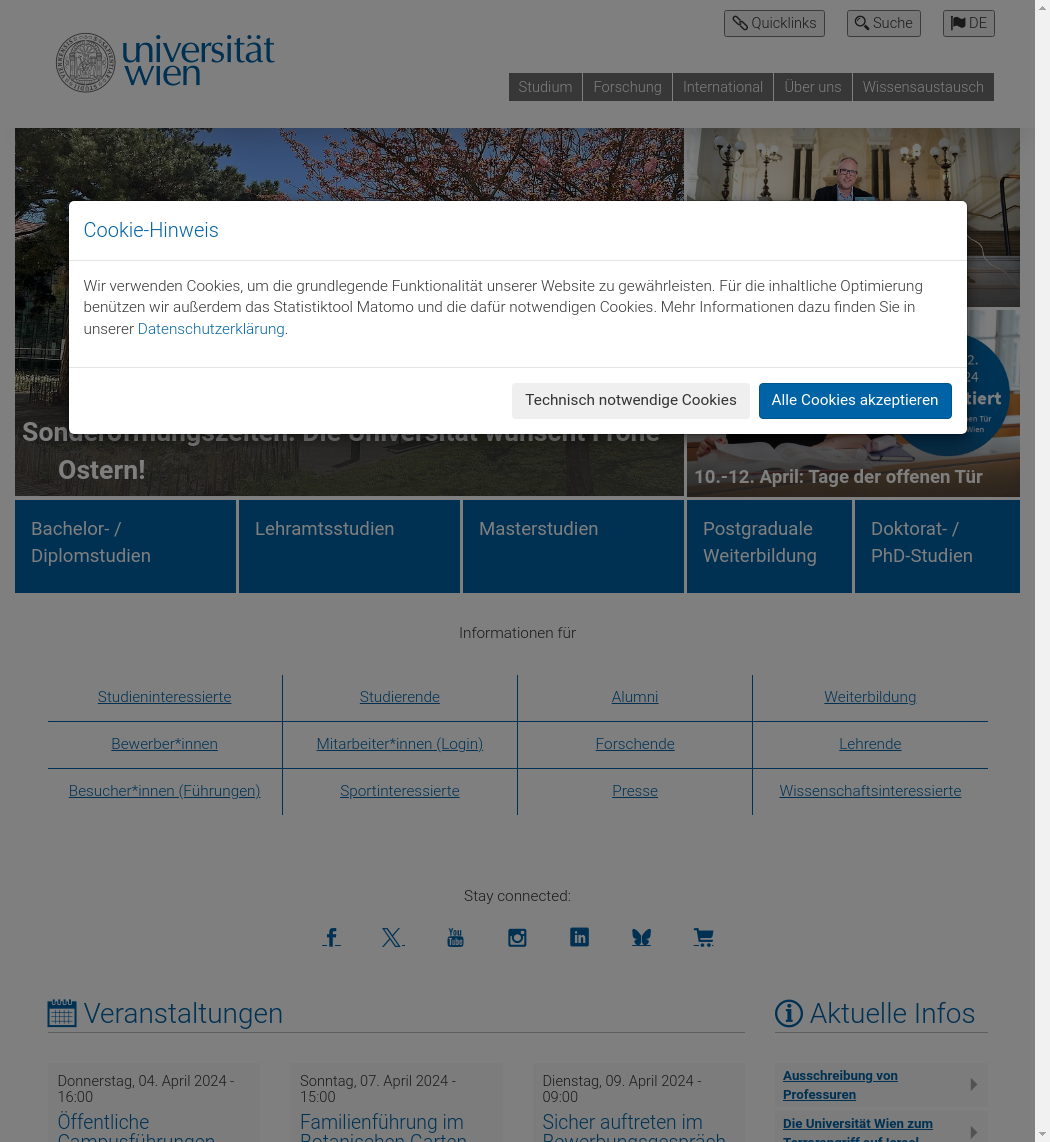 universität
wien
Quicklinks
Suche
DE
Studium
Forschung
International
Über uns
Wissensaustausch
Cookie-Hinweis
Wir verwenden Cookies, um die grundlegende Funktionalität unserer Website zu gewährleisten. Für die inhaltliche Optimierung
benützen wir außerdem das Statistiktool Matomo und die dafür notwendigen Cookies. Mehr Informationen dazu finden Sie in
unserer Datenschutzerklärung.
Technisch notwendige Cookies
Alle Cookies akzeptieren
Sonderöffnungszeiten: Die Universität wünscht Frohe
Ostern!
10.-12. April: Tage der offenen Tür
Bachelor- /
Diplomstudien
Lehramtsstudien
Masterstudien
Postgraduale
Weiterbildung
Doktorat- /
PhD-Studien
Informationen für
Studieninteressierte
Studierende
Alumni
Weiterbildung
Bewerber*innen
Mitarbeiter*innen (Login)
Forschende
Lehrende
Besucher*innen (Führungen)
Sportinteressierte
Presse
Wissenschaftsinteressierte
Stay connected:
Veranstaltungen
Aktuelle Infos
Donnerstag, 04. April 2024 -
16:00
Öffentliche
Campusführungen
Sonntag, 07. April 2024 -
15:00
Familienführung im
Botanischen Garten
Dienstag, 09. April 2024 -
09:00
Sicher auftreten im
Bewerbungsgespräch
Ausschreibung von
Professuren
Die Universität Wien zum
Terrorangriff auf Israel